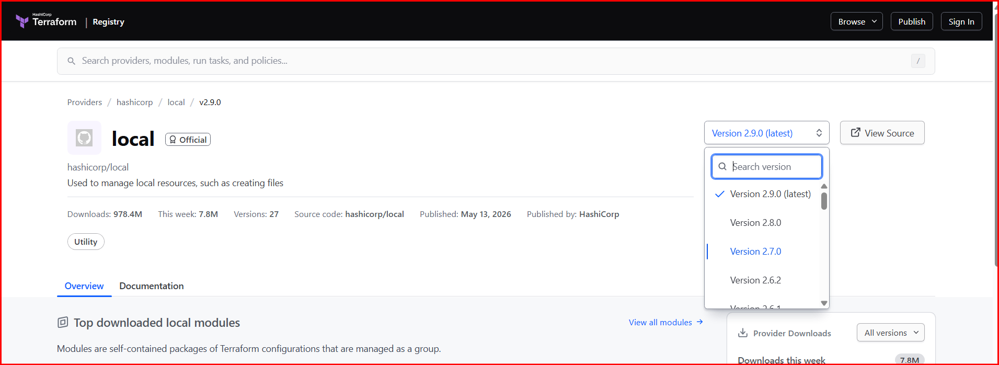 HashiCorp
Terraform | Registry
Browse
Publish
Sign In
Search providers, modules, run tasks, and policies...
/
Providers / hashicorp / local / v2.9.0
local
Official
Version 2.9.0 (latest)
View Source
hashicorp/local
Used to manage local resources, such as creating files
Search version
Version 2.9.0 (latest)
Version 2.8.0
Version 2.7.0
Version 2.6.2
Version 2.6.1
Downloads: 978.4M This week: 7.8M Versions: 27 Source code: hashicorp/local Published: May 13, 2026 Published by: HashiCorp
Utility
Overview
Documentation
Top downloaded local modules
View all modules →
Modules are self-contained packages of Terraform configurations that are managed as a group.
Provider Downloads
All versions
Downloads this week
7.8M